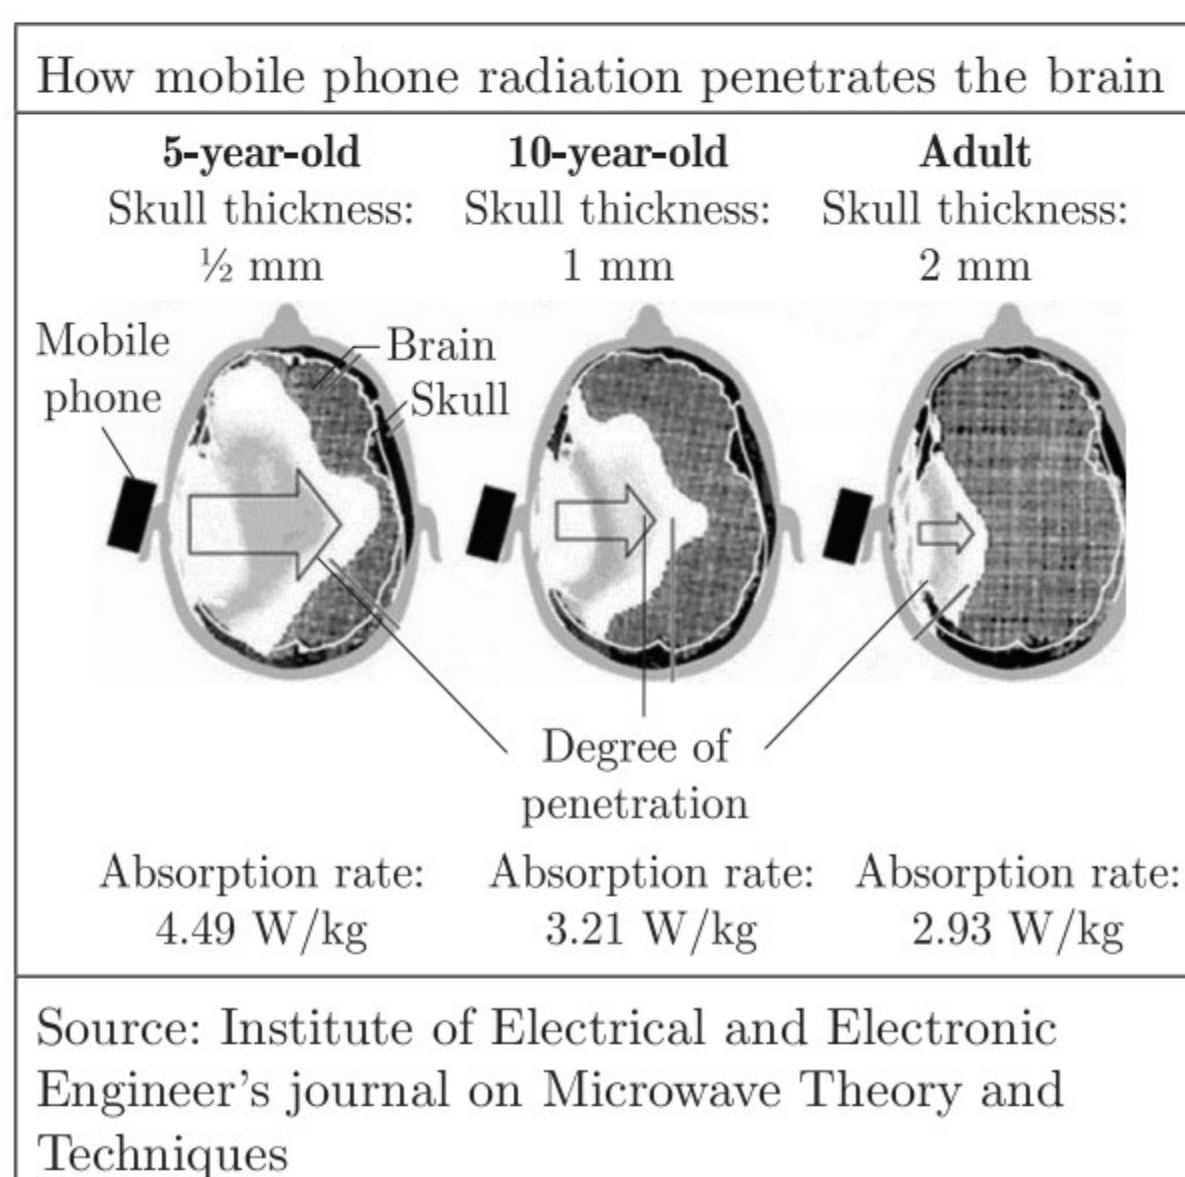 How mobile phone radiation penetrates the brain
5-year-old
Skull thickness:
½ mm
10-year-old
Skull thickness:
1 mm
Adult
Skull thickness:
2 mm
Mobile
phone
Brain
Skull
Degree of
penetration
Absorption rate:
4.49 W/kg
Absorption rate:
3.21 W/kg
Absorption rate:
2.93 W/kg
Source: Institute of Electrical and Electronic
Engineer's journal on Microwave Theory and
Techniques